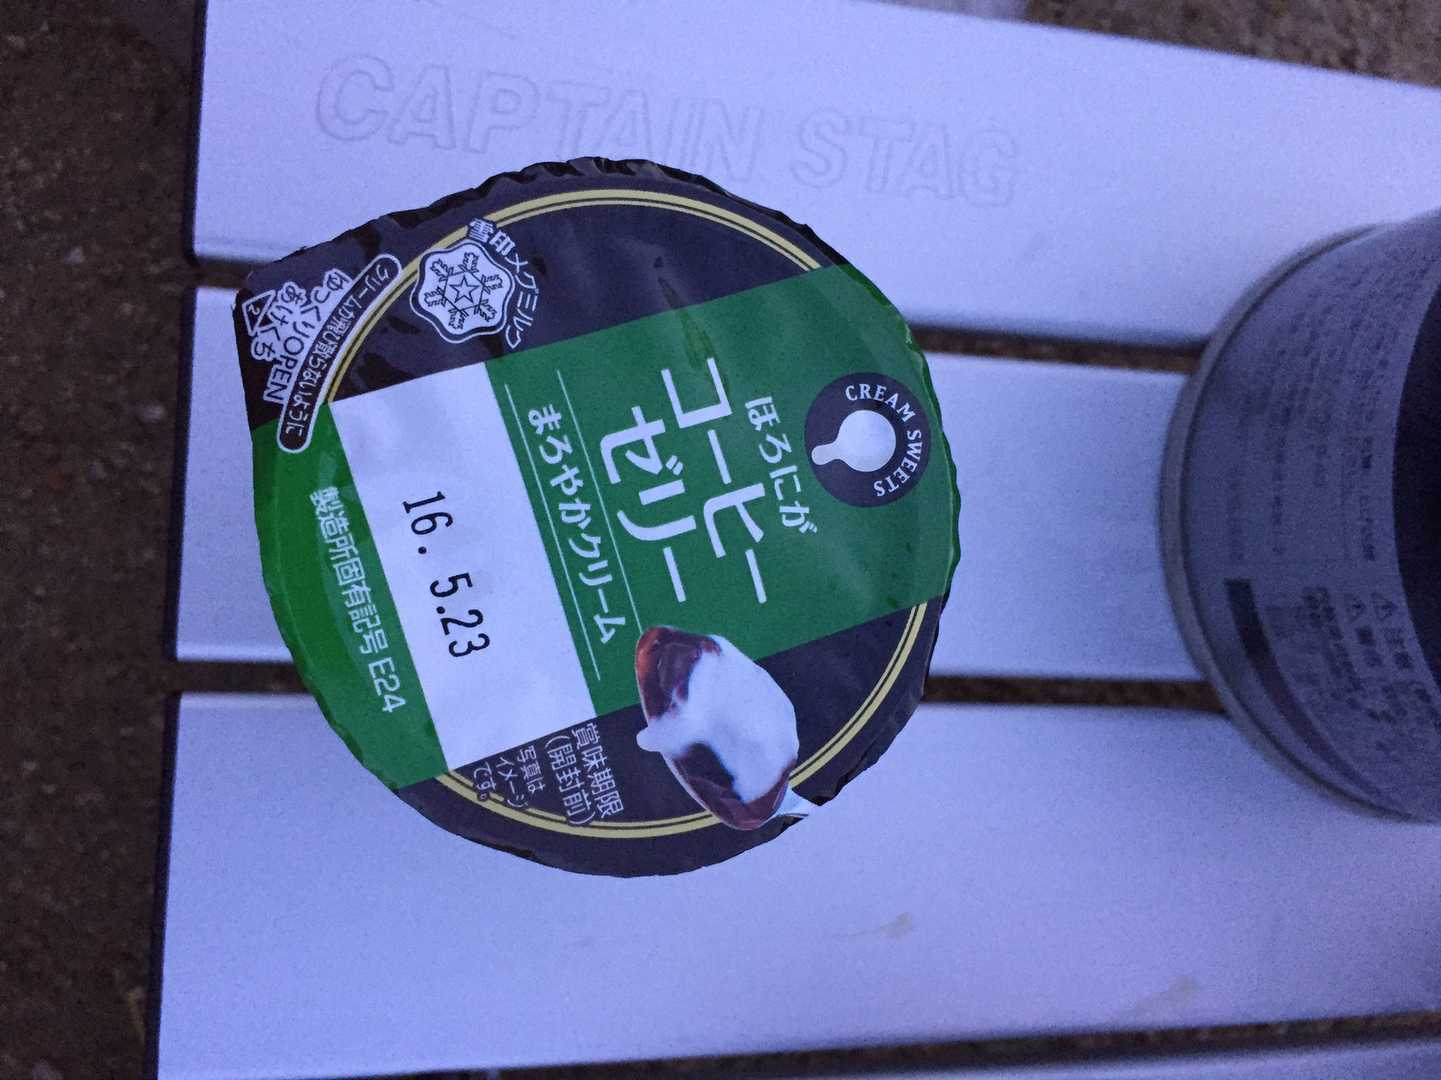 CAPTAIN STAG
雪印メグミルク
CREAM SWEETS
ほろにが
コーヒー
ゼリー
まろやかクリーム
16. 5.23
製造所固有記号 E24
賞味期限
(開封前)
写真は
イメージ
です。
クリームが飛び散らないように
ゆっくりOPEN
あけくち